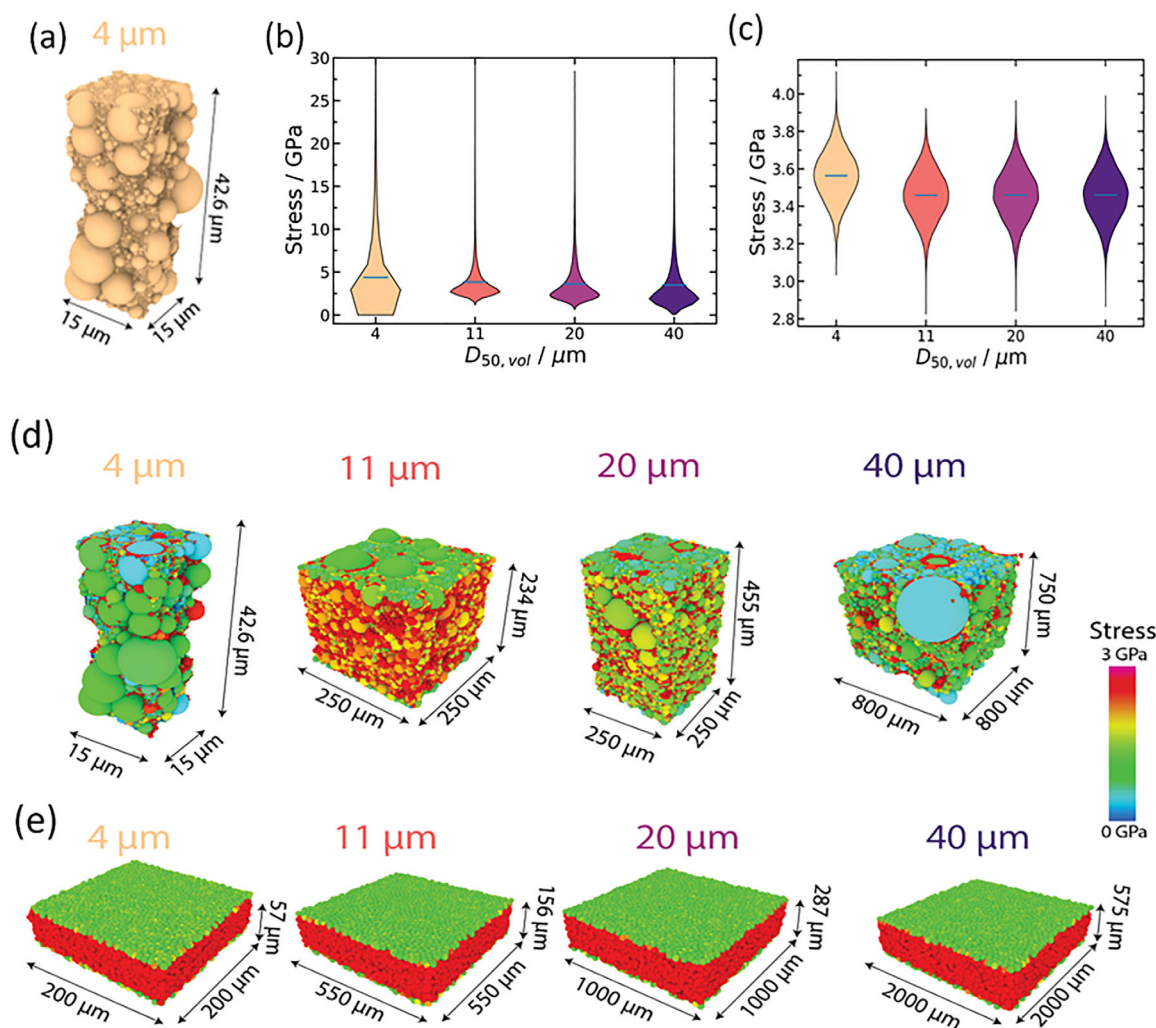 (a)
4 µm
42.6 µm
15 µm
15 µm
(b)
Stress / GPa
30
25
20
15
10
5
0
4
11
20
40
D50, vol / µm
(c)
Stress / GPa
4.0
3.8
3.6
3.4
3.2
3.0
2.8
4
11
20
40
D50, vol / µm
(d)
4 µm
11 µm
20 µm
40 µm
42.6 µm
15 µm
15 µm
234 µm
250 µm
250 µm
455 µm
250 µm
250 µm
750 µm
800 µm
800 µm
Stress
3 GPa
0 GPa
(e)
4 µm
11 µm
20 µm
40 µm
57 µm
200 µm
200 µm
156 µm
550 µm
550 µm
287 µm
1000 µm
1000 µm
575 µm
2000 µm
2000 µm